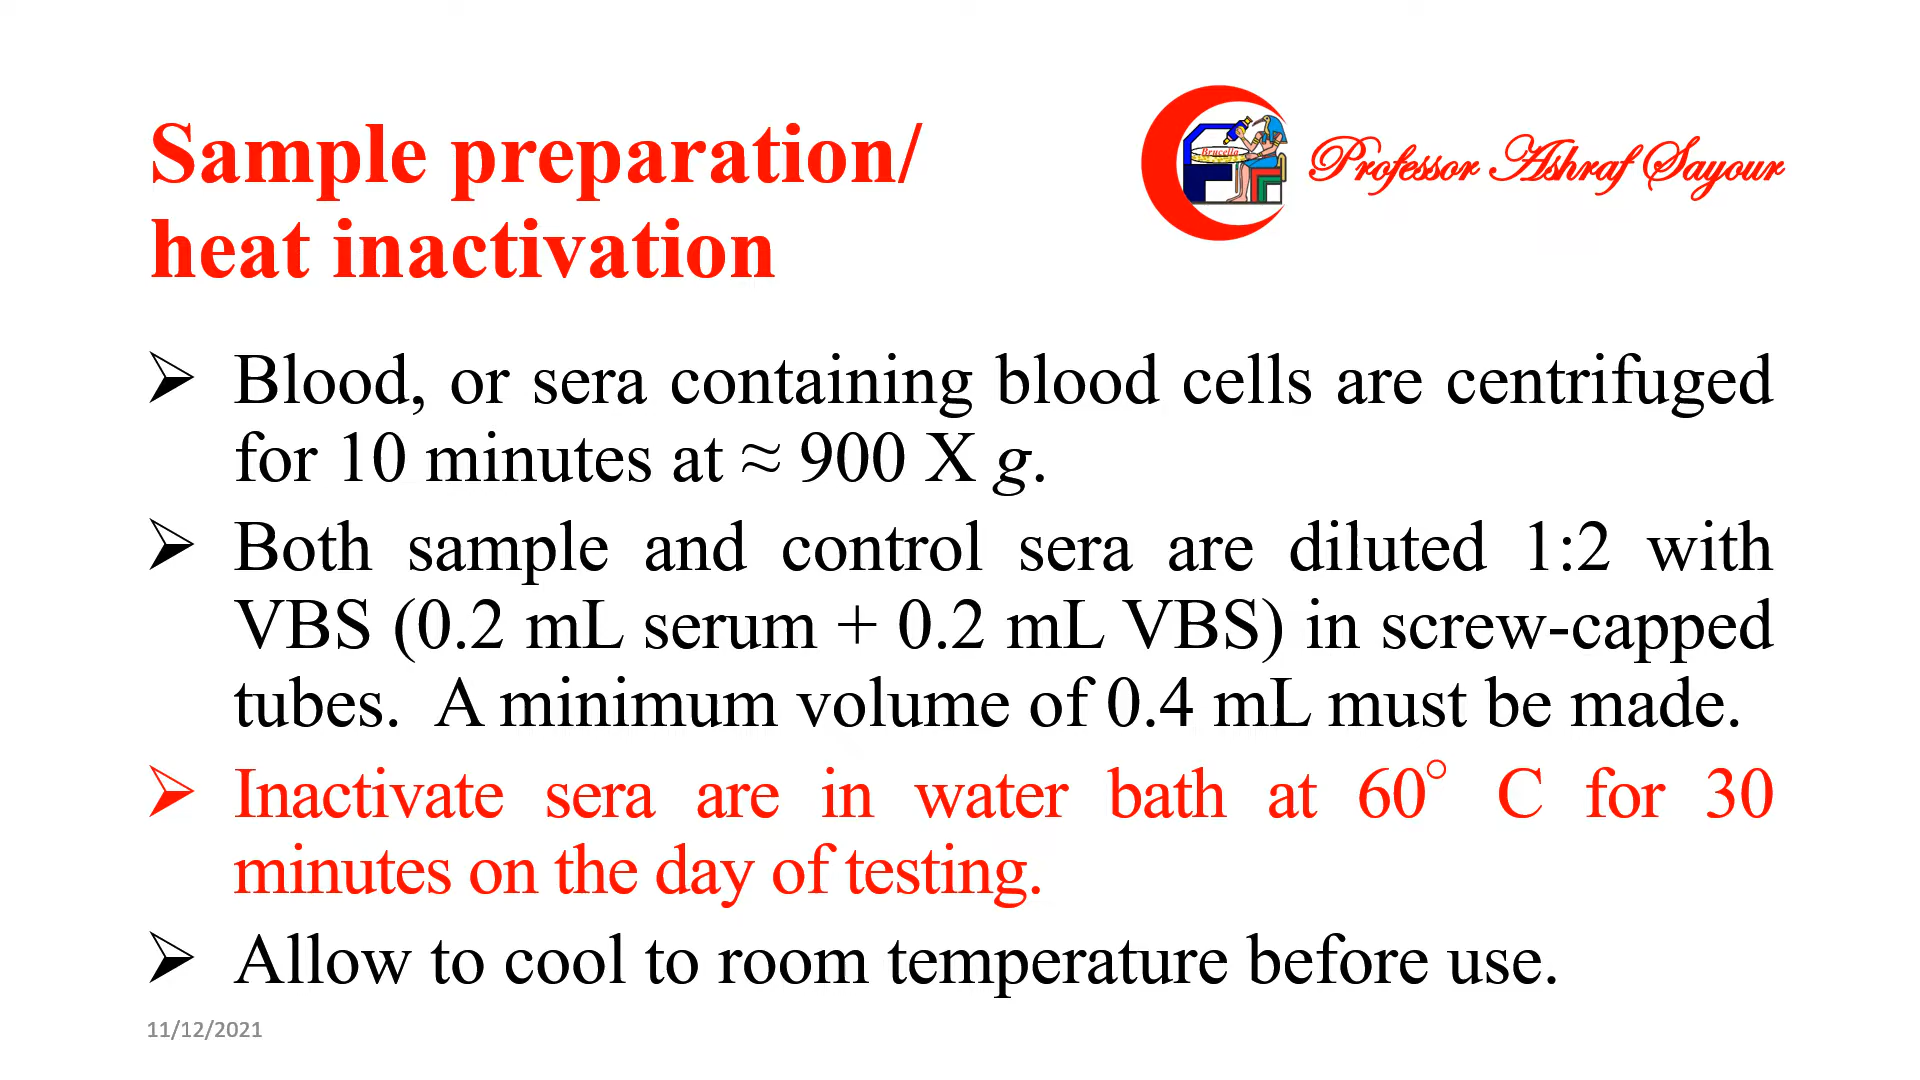 Sample preparation/
heat inactivation
Brucella
Professor Ashraf Sayour
➢ Blood, or sera containing blood cells are centrifuged
for 10 minutes at ≈ 900 X g.
➢ Both sample and control sera are diluted 1:2 with
VBS (0.2 mL serum + 0.2 mL VBS) in screw-capped
tubes.  A minimum volume of 0.4 mL must be made.
➢ Inactivate sera are in water bath at 60° C for 30
minutes on the day of testing.
➢ Allow to cool to room temperature before use.
11/12/2021